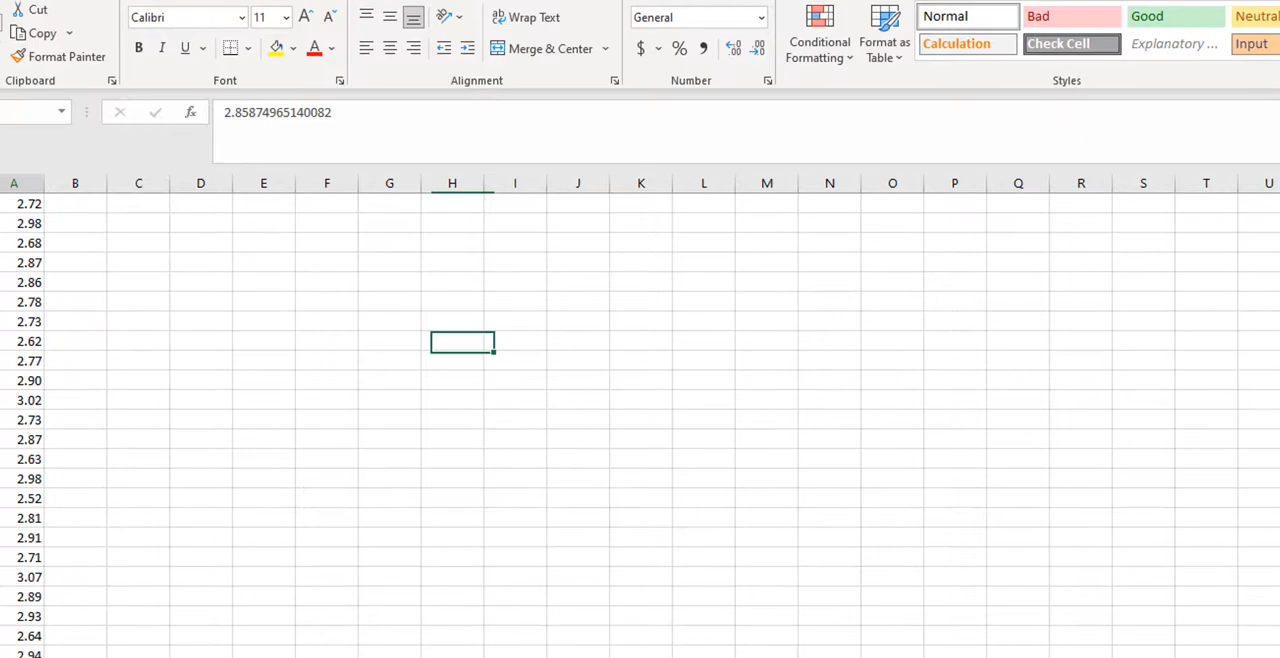 Cut
Copy
Format Painter
Clipboard
Calibri 11 A A
B I U A
Font
Wrap Text
Merge & Center
Alignment
General
$ % 9 .00
Number
Conditional Formatting
Format as Table
Normal Bad Good Neutral
Calculation Check Cell Explanatory ... Input
Styles
fx 2.85874965140082
A B C D E F G H I J K L M N O P Q R S T U
2.72
2.98
2.68
2.87
2.86
2.78
2.73
2.62
2.77
2.90
3.02
2.73
2.87
2.63
2.98
2.52
2.81
2.91
2.71
3.07
2.89
2.93
2.64
2.94